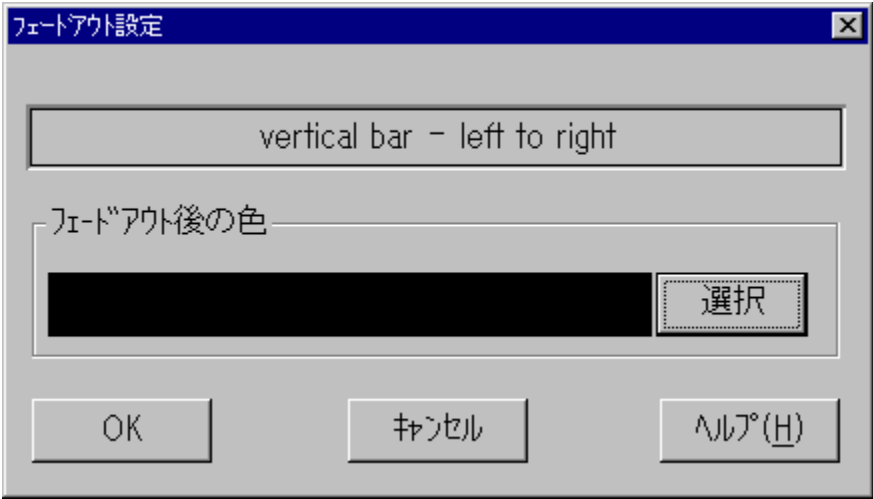 ﾌｪｰﾄﾞｱｳﾄ設定
vertical bar - left to right
ﾌｪｰﾄﾞｱｳﾄ後の色
選択
OK
ｷｬﾝｾﾙ
ﾍﾙﾌﾟ(H)